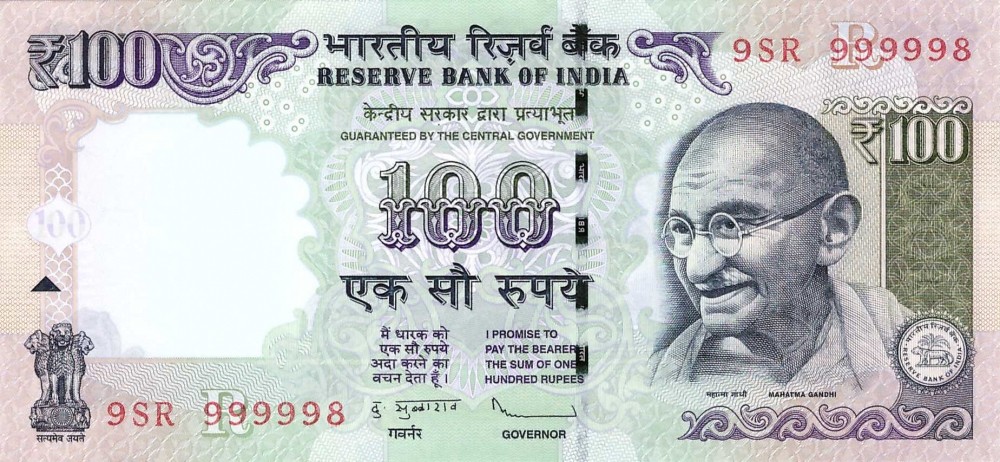 ₹100
भारतीय रिज़र्व बैंक
RESERVE BANK OF INDIA
9SR 999998
R
केन्द्रीय सरकार द्वारा प्रत्याभूत
GUARANTEED BY THE CENTRAL GOVERNMENT
₹100
100
100
एक सौ रुपये
मैं धारक को
एक सौ रुपये
अदा करने का
वचन देता हूँ।
I PROMISE TO
PAY THE BEARER
THE SUM OF ONE
HUNDRED RUPEES
भारतीय रिज़र्व बैंक
RESERVE BANK OF INDIA
महात्मा गांधी
MAHATMA GANDHI
9SR 999998
R
सत्यमेव जयते
दु. सुब्बाराव
गवर्नर
GOVERNOR